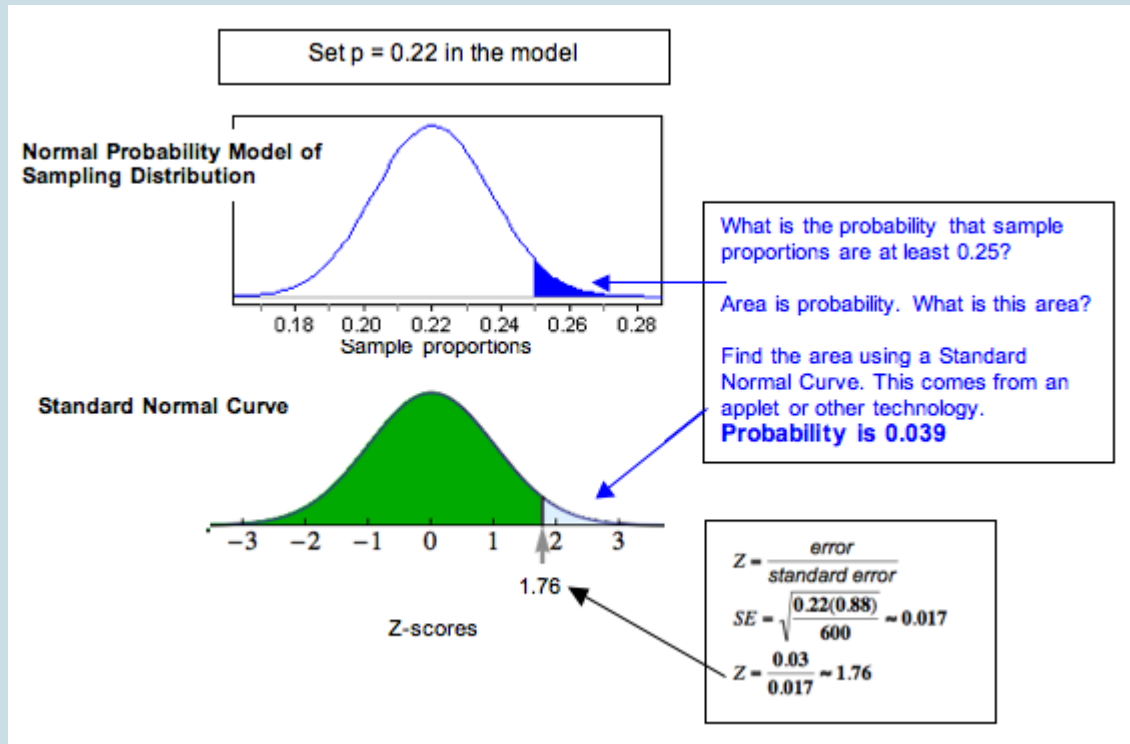 Set p = 0.22 in the model
Normal Probability Model of
Sampling Distribution
0.18 0.20 0.22 0.24 0.26 0.28
Sample proportions
What is the probability that sample
proportions are at least 0.25?
Area is probability. What is this area?
Find the area using a Standard
Normal Curve. This comes from an
applet or other technology.
Probability is 0.039
Standard Normal Curve
−3 −2 −1 0 1 2 3
1.76
Z-scores
Z = error / standard error
SE = √(0.22(0.88) / 600) ≈ 0.017
Z = 0.03 / 0.017 ≈ 1.76